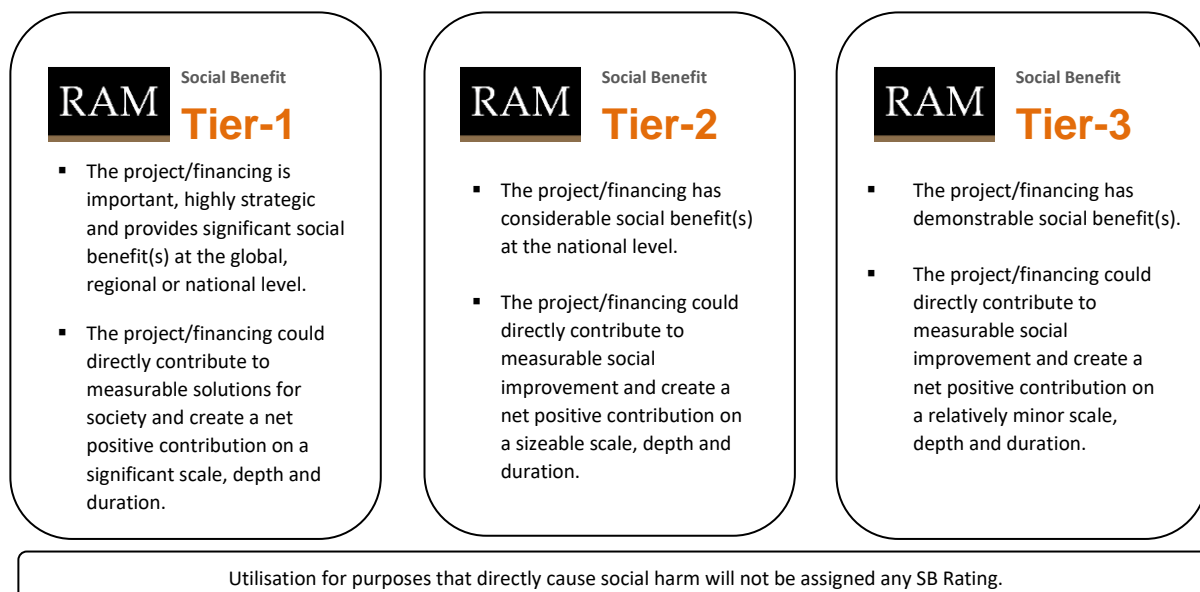 RAM
Social Benefit
Tier-1
▪ The project/financing is
important, highly strategic
and provides significant social
benefit(s) at the global,
regional or national level.
▪ The project/financing could
directly contribute to
measurable solutions for
society and create a net
positive contribution on a
significant scale, depth and
duration.
RAM
Social Benefit
Tier-2
▪ The project/financing has
considerable social benefit(s)
at the national level.
▪ The project/financing could
directly contribute to
measurable social
improvement and create a
net positive contribution on
a sizeable scale, depth and
duration.
RAM
Social Benefit
Tier-3
▪ The project/financing has
demonstrable social benefit(s).
▪ The project/financing could
directly contribute to
measurable social
improvement and create a
net positive contribution on
a relatively minor scale,
depth and duration.
Utilisation for purposes that directly cause social harm will not be assigned any SB Rating.